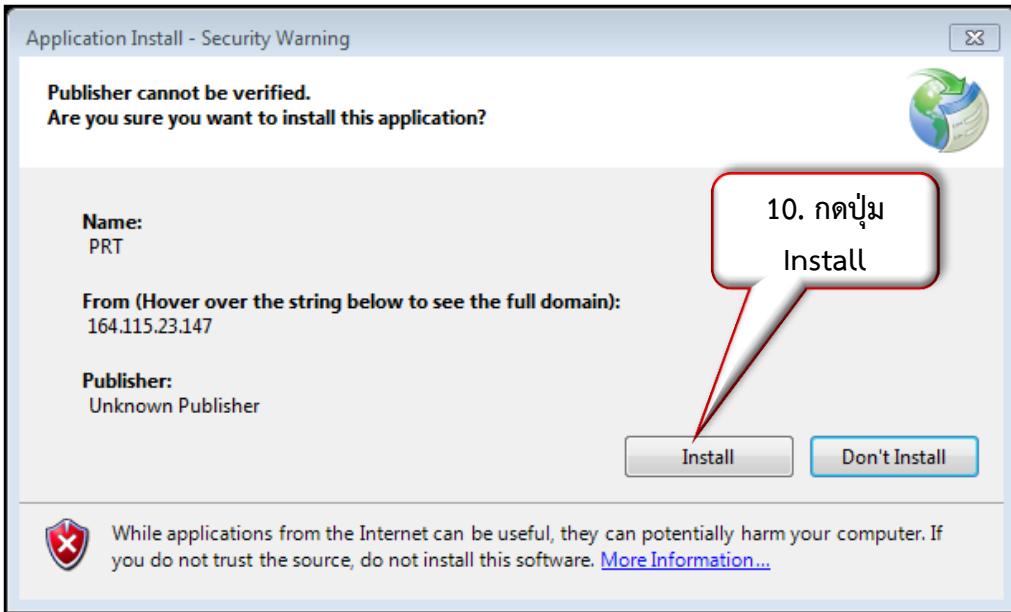 Application Install - Security Warning
Publisher cannot be verified.
Are you sure you want to install this application?
10. กดปุ่ม
Install
Name:
PRT
From (Hover over the string below to see the full domain):
164.115.23.147
Publisher:
Unknown Publisher
Install
Don't Install
While applications from the Internet can be useful, they can potentially harm your computer. If
you do not trust the source, do not install this software. More Information...